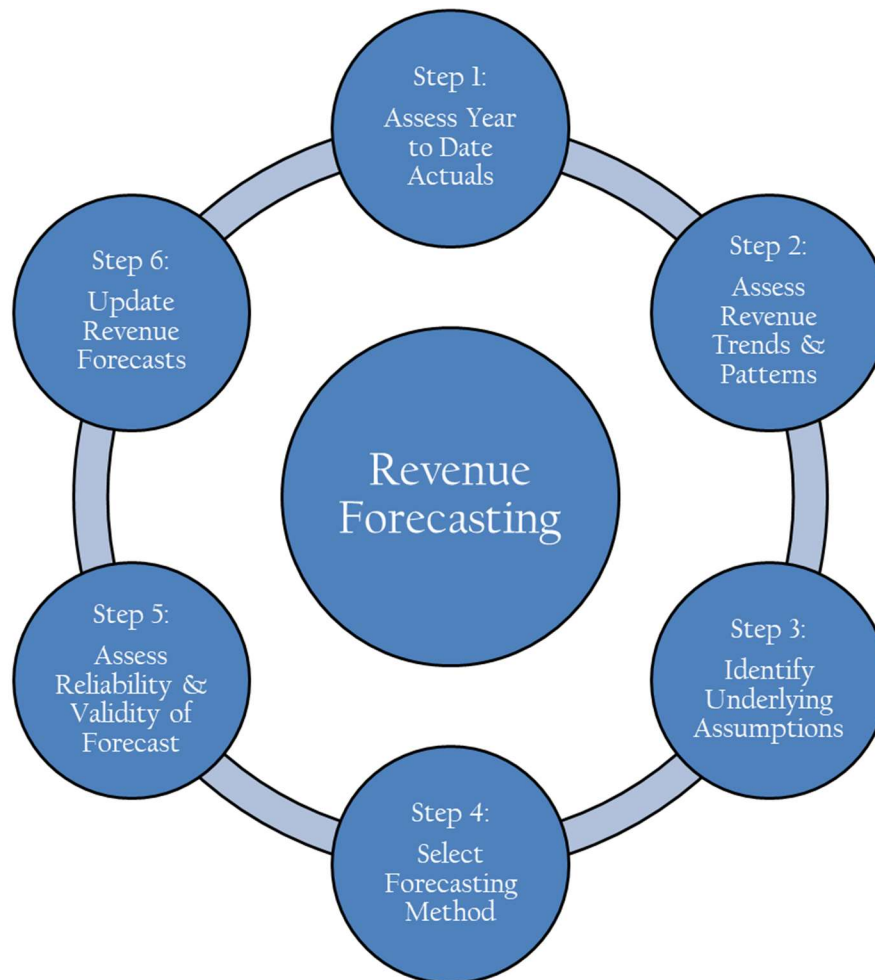 Step 1:
Assess Year
to Date
Actuals
Step 2:
Assess
Revenue
Trends &
Patterns
Step 3:
Identify
Underlying
Assumptions
Step 4:
Select
Forecasting
Method
Step 5:
Assess
Reliability &
Validity of
Forecast
Step 6:
Update
Revenue
Forecasts
Revenue
Forecasting